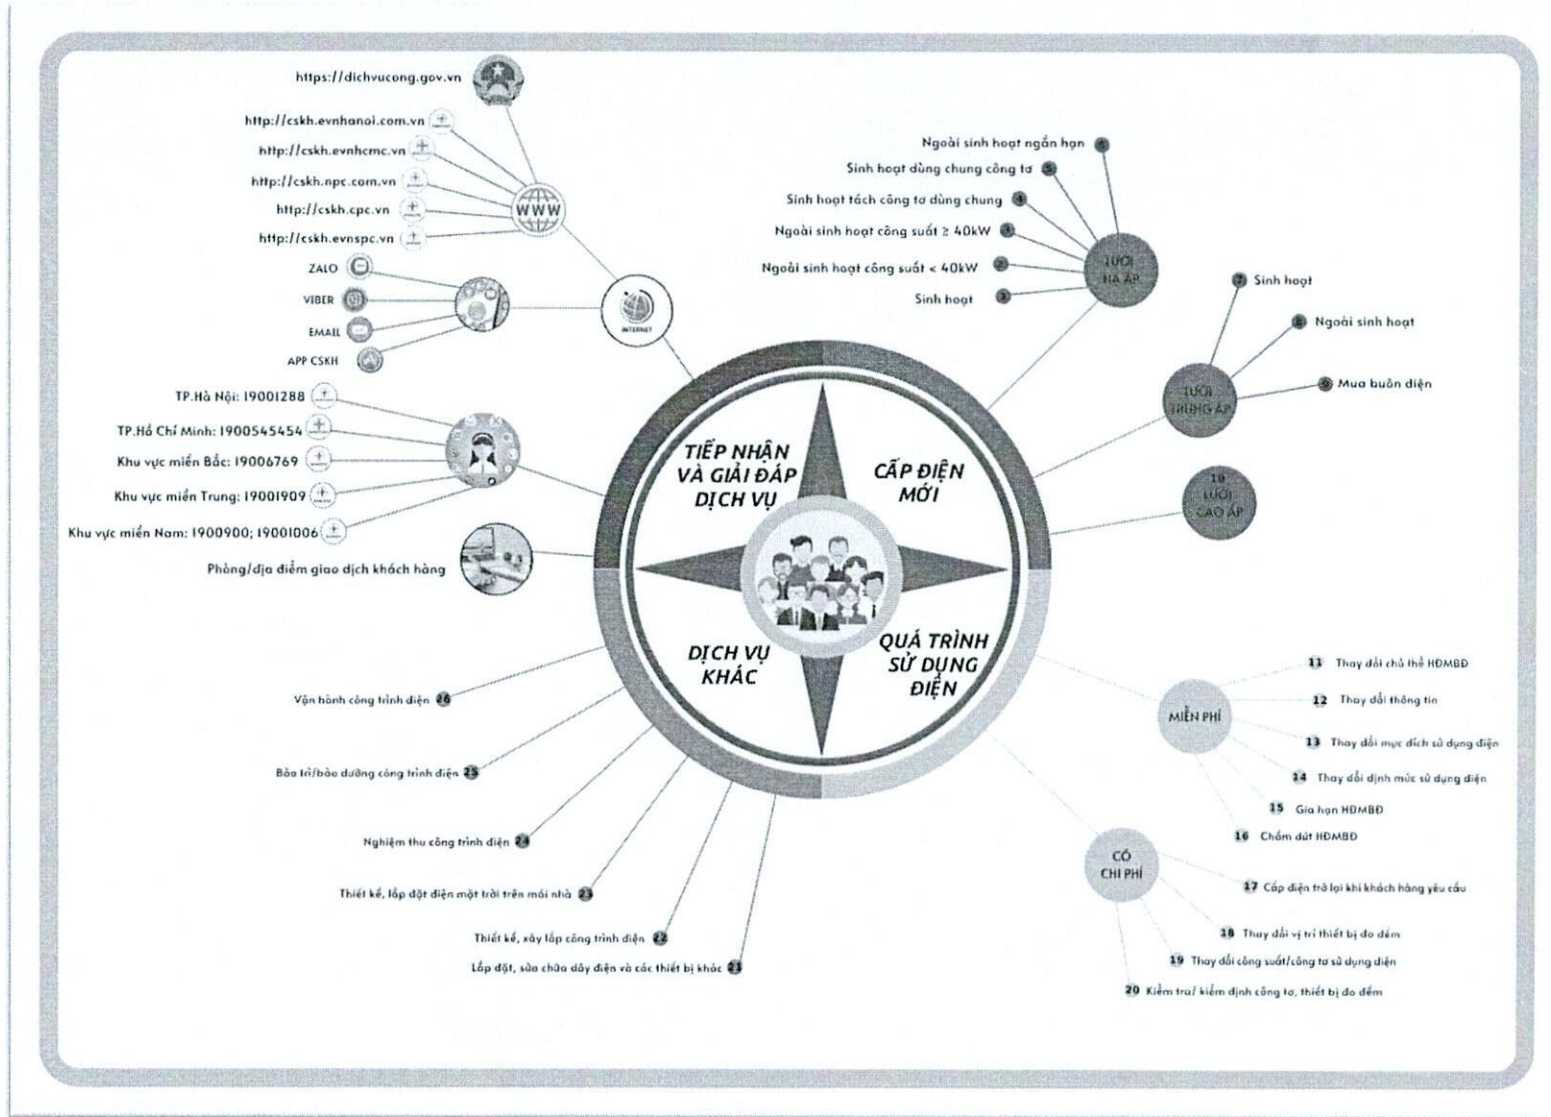 https://dichvucong.gov.vn
http://cskh.evnhanoi.com.vn
http://cskh.evnhcmc.vn
http://cskh.npc.com.vn
http://cskh.cpc.vn
http://cskh.evnspc.vn
WWW
ZALO
VIBER
EMAIL
APP CSKH
INTERNET
TP.Hà Nội: 19001288
TP.Hồ Chí Minh: 1900545454
Khu vực miền Bắc: 19006769
Khu vực miền Trung: 19001909
Khu vực miền Nam: 1900900; 19001006
Phòng/địa điểm giao dịch khách hàng
TIẾP NHẬN
VÀ GIẢI ĐÁP
DỊCH VỤ
CẤP ĐIỆN
MỚI
DỊCH VỤ
KHÁC
QUÁ TRÌNH
SỬ DỤNG
ĐIỆN
Ngoài sinh hoạt ngắn hạn 6
Sinh hoạt dùng chung công tơ 5
Sinh hoạt tách công tơ dùng chung 4
Ngoài sinh hoạt công suất ≥ 40kW 3
Ngoài sinh hoạt công suất < 40kW 2
Sinh hoạt 1
LƯỚI
HẠ ÁP
7 Sinh hoạt
8 Ngoài sinh hoạt
9 Mua buôn điện
LƯỚI
TRUNG ÁP
10
LƯỚI
CAO ÁP
MIỄN PHÍ
11 Thay đổi chủ thể HĐMBĐ
12 Thay đổi thông tin
13 Thay đổi mục đích sử dụng điện
14 Thay đổi định mức sử dụng điện
15 Gia hạn HĐMBĐ
16 Chấm dứt HĐMBĐ
CÓ
CHI PHÍ
17 Cấp điện trở lại khi khách hàng yêu cầu
18 Thay đổi vị trí thiết bị đo đếm
19 Thay đổi công suất/công tơ sử dụng điện
20 Kiểm tra/ kiểm định công tơ, thiết bị đo đếm
Vận hành công trình điện 26
Bảo trì/bảo dưỡng công trình điện 25
Nghiệm thu công trình điện 24
Thiết kế, lắp đặt điện mặt trời trên mái nhà 23
Thiết kế, xây lắp công trình điện 22
Lắp đặt, sửa chữa dây điện và các thiết bị khác 21